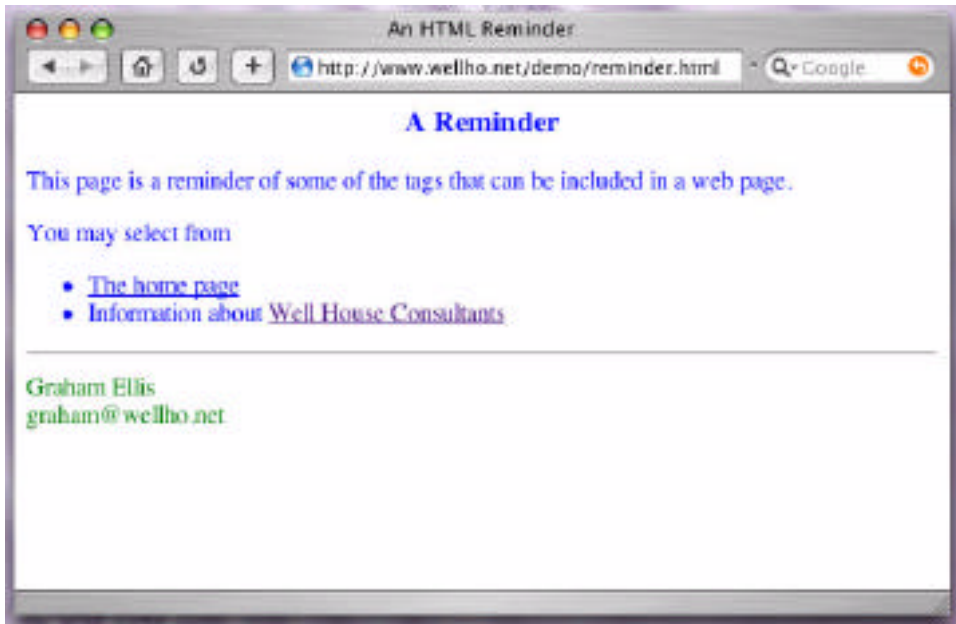 An HTML Reminder
http://www.wellho.net/demo/reminder.html
Google
A Reminder
This page is a reminder of some of the tags that can be included in a web page.
You may select from
• The home page
• Information about Well House Consultants
Graham Ellis
graham@wellho.net